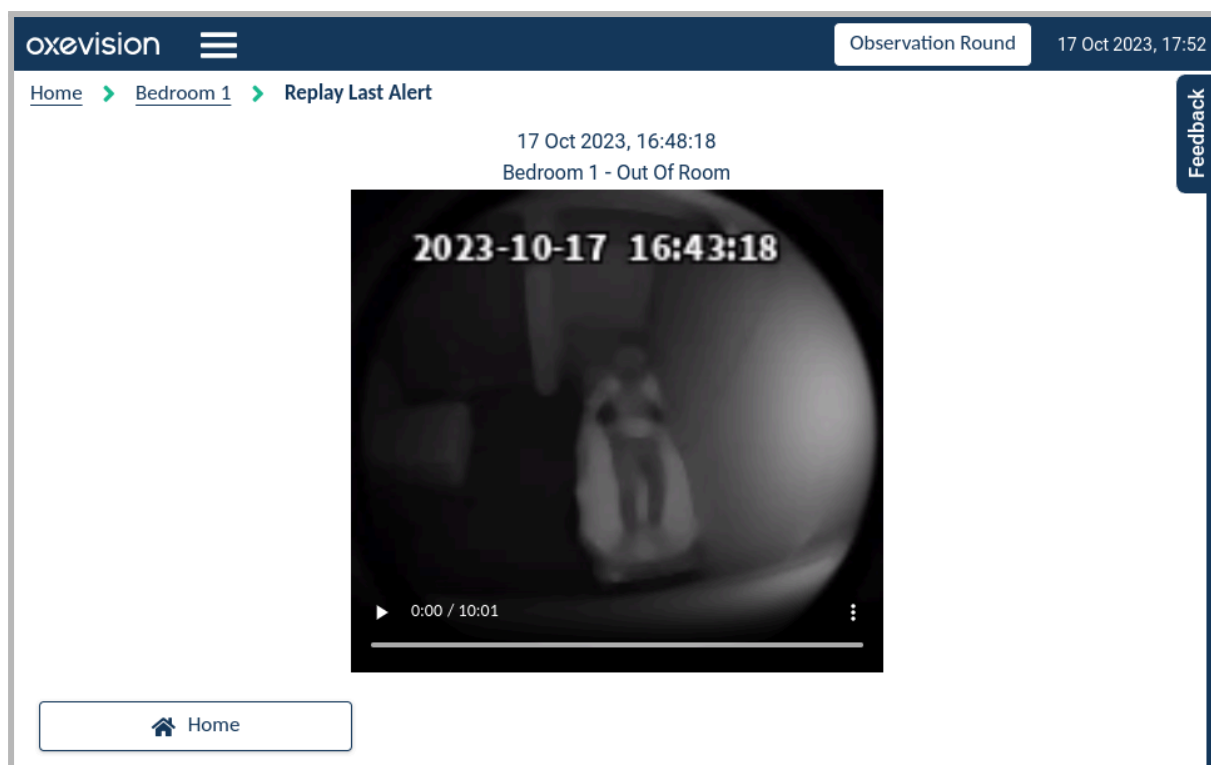 oxevision
Observation Round
17 Oct 2023, 17:52
Home
Bedroom 1
Replay Last Alert
Feedback
17 Oct 2023, 16:48:18
Bedroom 1 - Out Of Room
2023-10-17 16:43:18
0:00 / 10:01
Home